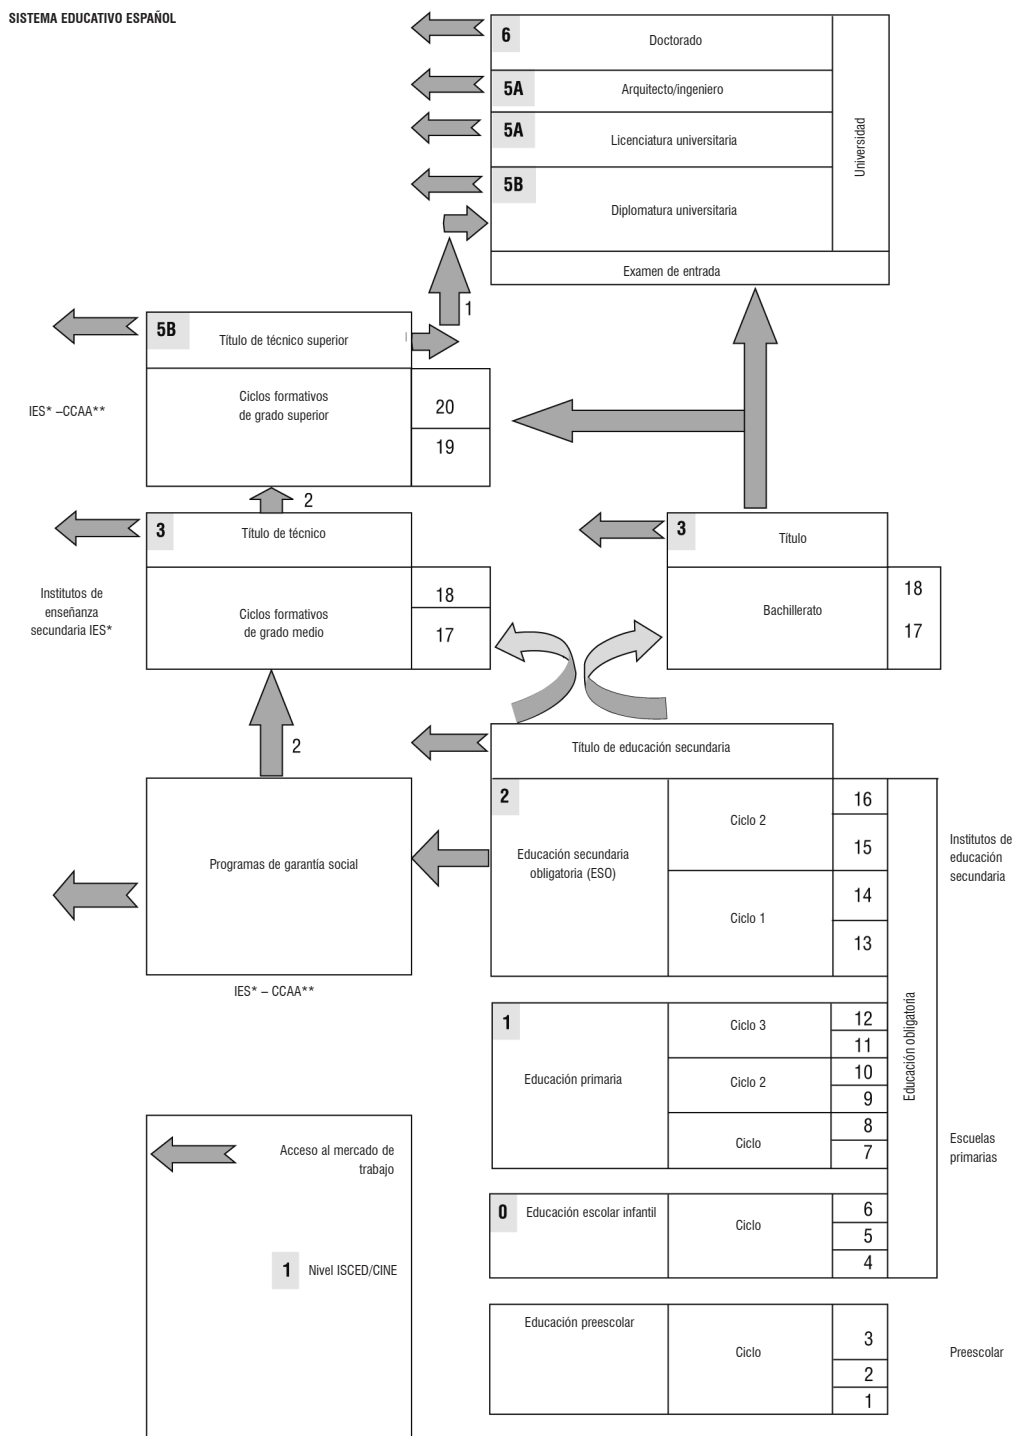 SISTEMA EDUCATIVO ESPAÑOL
6
Doctorado
5A
Arquitecto/ingeniero
5A
Licenciatura universitaria
5B
Diplomatura universitaria
Universidad
Examen de entrada
1
5B
Título de técnico superior
IES* –CCAA**
Ciclos formativos
de grado superior
20
19
2
3
Título de técnico
Institutos de
enseñanza
secundaria IES*
Ciclos formativos
de grado medio
18
17
3
Título
Bachillerato
18
17
2
Título de educación secundaria
Programas de garantía social
IES* – CCAA**
2
Educación secundaria
obligatoria (ESO)
Ciclo 2
16
15
Ciclo 1
14
13
Institutos de
educación
secundaria
Educación obligatoria
1
Educación primaria
Ciclo 3
12
11
Ciclo 2
10
9
Ciclo
8
7
Escuelas
primarias
0
Educación escolar infantil
Ciclo
6
5
4
Educación preescolar
Ciclo
3
2
1
Preescolar
Acceso al mercado de
trabajo
1
Nivel ISCED/CINE